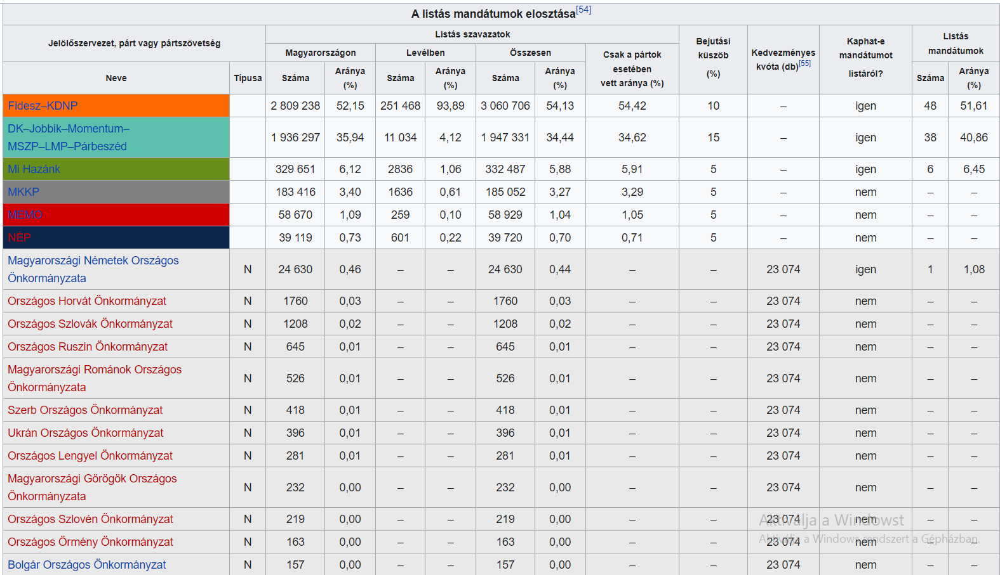 A listás mandátumok elosztása[54]
Jelölőszervezet, párt vagy pártszövetség Listás szavazatok Bejutási küszöb (%) Kedvezményes kvóta (db)[55] Kaphat-e mandátumot listáról? Listás mandátumok
Magyarországon Levélben Összesen Csak a pártok esetében vett aránya (%)
Neve Típusa Száma Aránya (%) Száma Aránya (%) Száma Aránya (%) Száma Aránya (%)
Fidesz–KDNP 2 809 238 52,15 251 468 93,89 3 060 706 54,13 54,42 10 – igen 48 51,61
DK–Jobbik–Momentum–
MSZP–LMP–Párbeszéd 1 936 297 35,94 11 034 4,12 1 947 331 34,44 34,62 15 – igen 38 40,86
Mi Hazánk 329 651 6,12 2836 1,06 332 487 5,88 5,91 5 – igen 6 6,45
MKKP 183 416 3,40 1636 0,61 185 052 3,27 3,29 5 – nem – –
MEMO 58 670 1,09 259 0,10 58 929 1,04 1,05 5 – nem – –
NÉP 39 119 0,73 601 0,22 39 720 0,70 0,71 5 – nem – –
Magyarországi Németek Országos
Önkormányzata N 24 630 0,46 – – 24 630 0,44 – – 23 074 igen 1 1,08
Országos Horvát Önkormányzat N 1760 0,03 – – 1760 0,03 – – 23 074 nem – –
Országos Szlovák Önkormányzat N 1208 0,02 – – 1208 0,02 – – 23 074 nem – –
Országos Ruszin Önkormányzat N 645 0,01 – – 645 0,01 – – 23 074 nem – –
Magyarországi Románok Országos
Önkormányzata N 526 0,01 – – 526 0,01 – – 23 074 nem – –
Szerb Országos Önkormányzat N 418 0,01 – – 418 0,01 – – 23 074 nem – –
Ukrán Országos Önkormányzat N 396 0,01 – – 396 0,01 – – 23 074 nem – –
Országos Lengyel Önkormányzat N 281 0,01 – – 281 0,01 – – 23 074 nem – –
Magyarországi Görögök Országos
Önkormányzata N 232 0,00 – – 232 0,00 – – 23 074 nem – –
Országos Szlovén Önkormányzat N 219 0,00 – – 219 0,00 – – 23 074 nem – –
Országos Örmény Önkormányzat N 163 0,00 – – 163 0,00 – – 23 074 nem – –
Bolgár Országos Önkormányzat N 157 0,00 – – 157 0,00 – – 23 074 nem – –
Aktiválja a Windowst
Aktiválja a Windows rendszert a Gépházban.